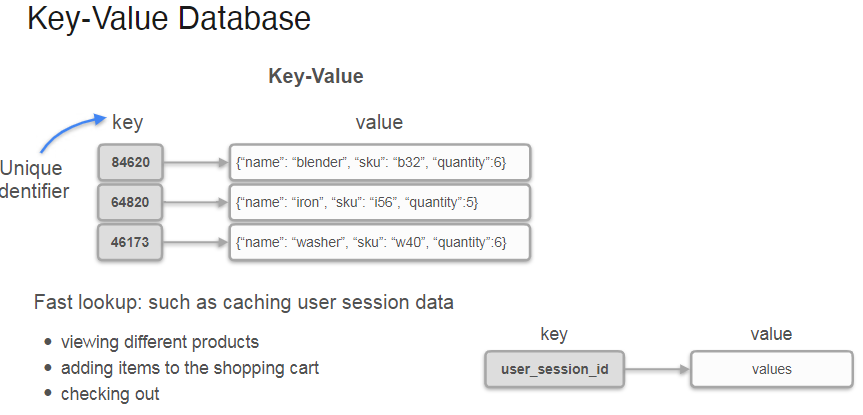 Key-Value Database
Key-Value
key value
Unique
dentifier
84620 {“name”: “blender”, “sku”: “b32”, “quantity”:6}
64820 {“name”: “iron”, “sku”: “i56”, “quantity”:5}
46173 {“name”: “washer”, “sku”: “w40”, “quantity”:6}
Fast lookup: such as caching user session data
• viewing different products
• adding items to the shopping cart
• checking out
key value
user_session_id values